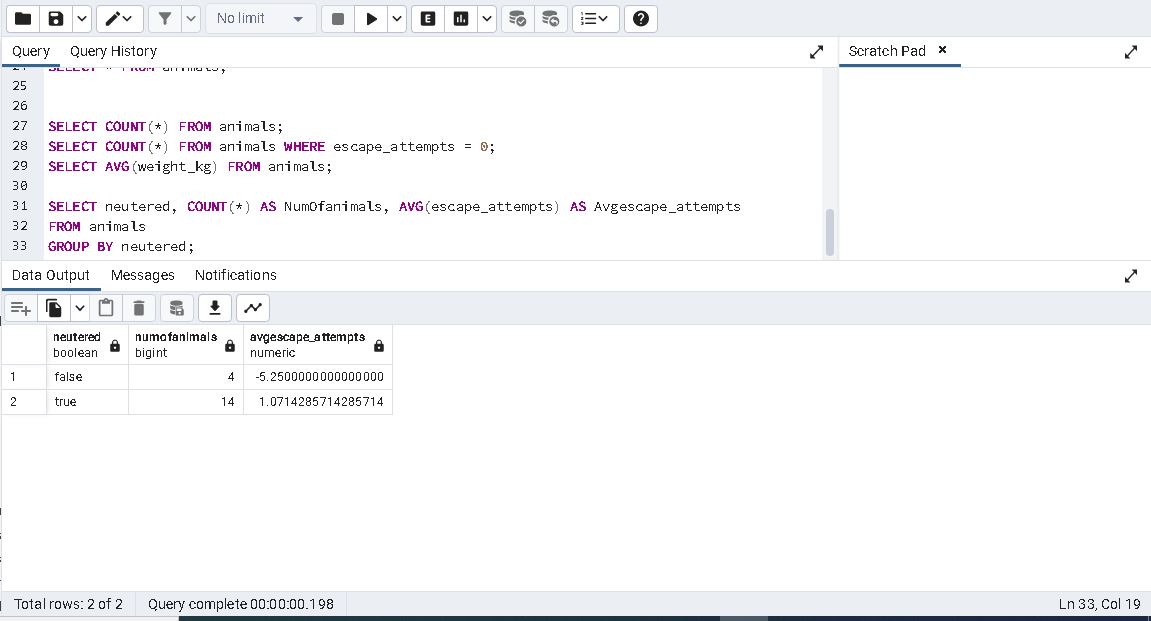 No limit
E
Query Query History
Scratch Pad ×
24 SELECT * FROM animals;
25
26
27 SELECT COUNT(*) FROM animals;
28 SELECT COUNT(*) FROM animals WHERE escape_attempts = 0;
29 SELECT AVG(weight_kg) FROM animals;
30
31 SELECT neutered, COUNT(*) AS NumOfanimals, AVG(escape_attempts) AS Avgescape_attempts
32 FROM animals
33 GROUP BY neutered;
Data Output Messages Notifications
neutered numofanimals avgescape_attempts
boolean bigint numeric
1 false 4 -5.2500000000000000
2 true 14 1.0714285714285714
Total rows: 2 of 2 Query complete 00:00:00.198 Ln 33, Col 19